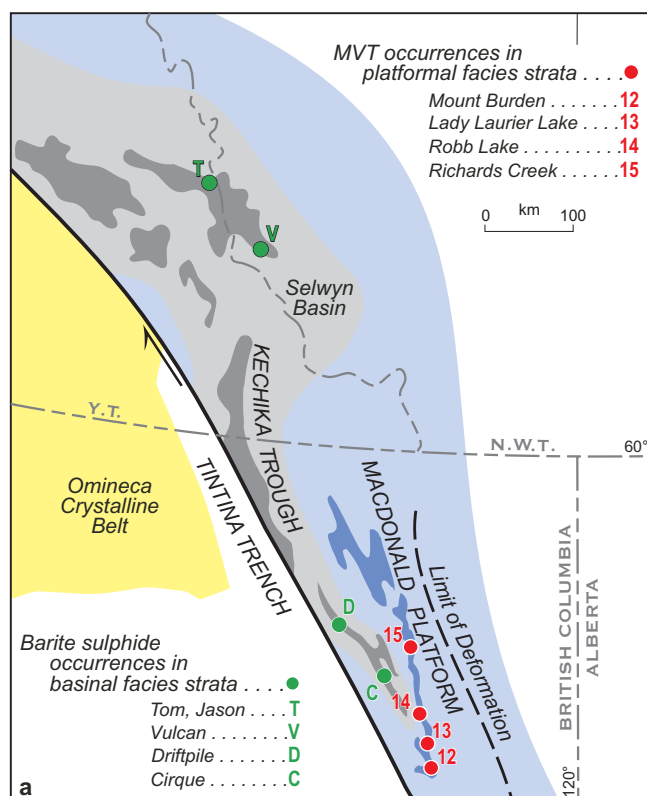 MVT occurrences in
platformal facies strata . . . .
Mount Burden . . . . . . . . 12
Lady Laurier Lake . . . . 13
Robb Lake . . . . . . . . . . 14
Richards Creek . . . . . . 15
0 km 100
T
V
Selwyn
Basin
KECHIKA TROUGH
Y.T.
N.W.T.
60°
Omineca
Crystalline
Belt
TINTINA TRENCH
MACDONALD PLATFORM
Limit of Deformation
BRITISH COLUMBIA
ALBERTA
D
15
C
14
13
12
Barite sulphide
occurrences in
basinal facies strata . . . .
Tom, Jason . . . . T
Vulcan . . . . . . . . V
Driftpile . . . . . . . D
Cirque . . . . . . . . C
a
120°